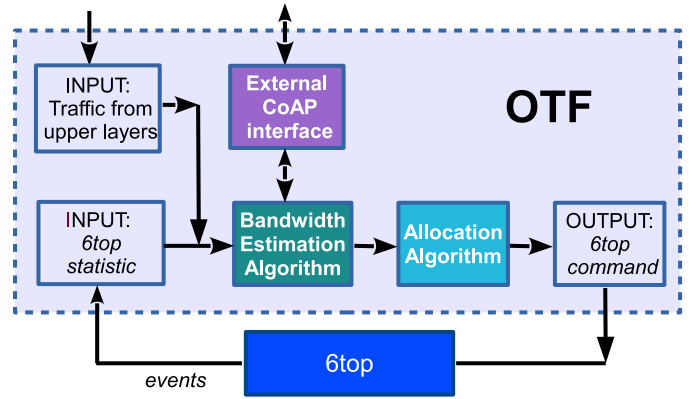 INPUT:
Traffic from
upper layers
External
CoAP
interface
OTF
INPUT:
6top
statistic
Bandwidth
Estimation
Algorithm
Allocation
Algorithm
OUTPUT:
6top
command
6top
events